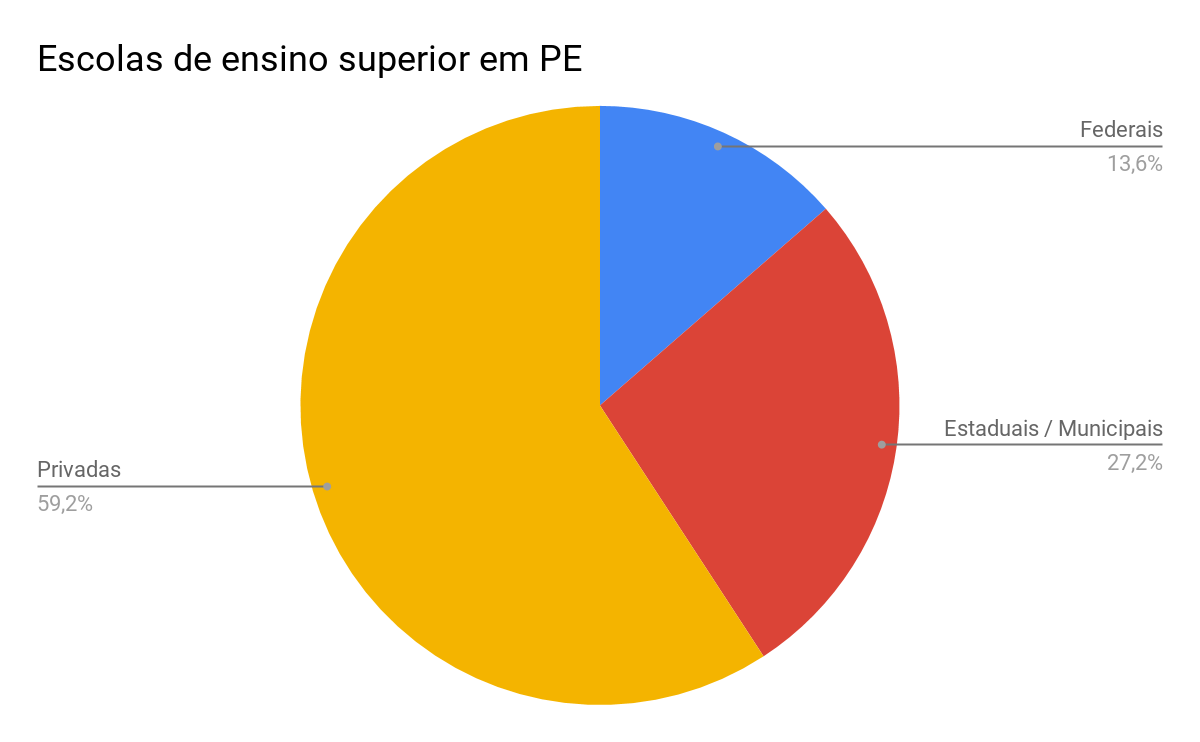 Escolas de ensino superior em PE
Federais
13,6%
Estaduais / Municipais
27,2%
Privadas
59,2%